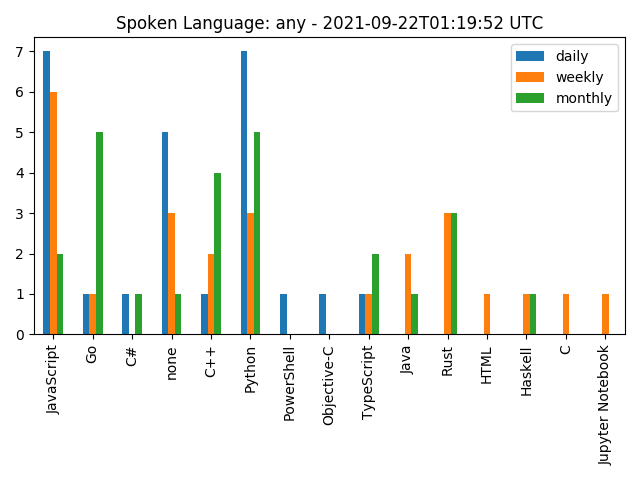 Spoken Language: any - 2021-09-22T01:19:52 UTC
daily
weekly
monthly
7
6
5
4
3
2
1
0
JavaScript
Go
C#
none
C++
Python
PowerShell
Objective-C
TypeScript
Java
Rust
HTML
Haskell
C
Jupyter Notebook